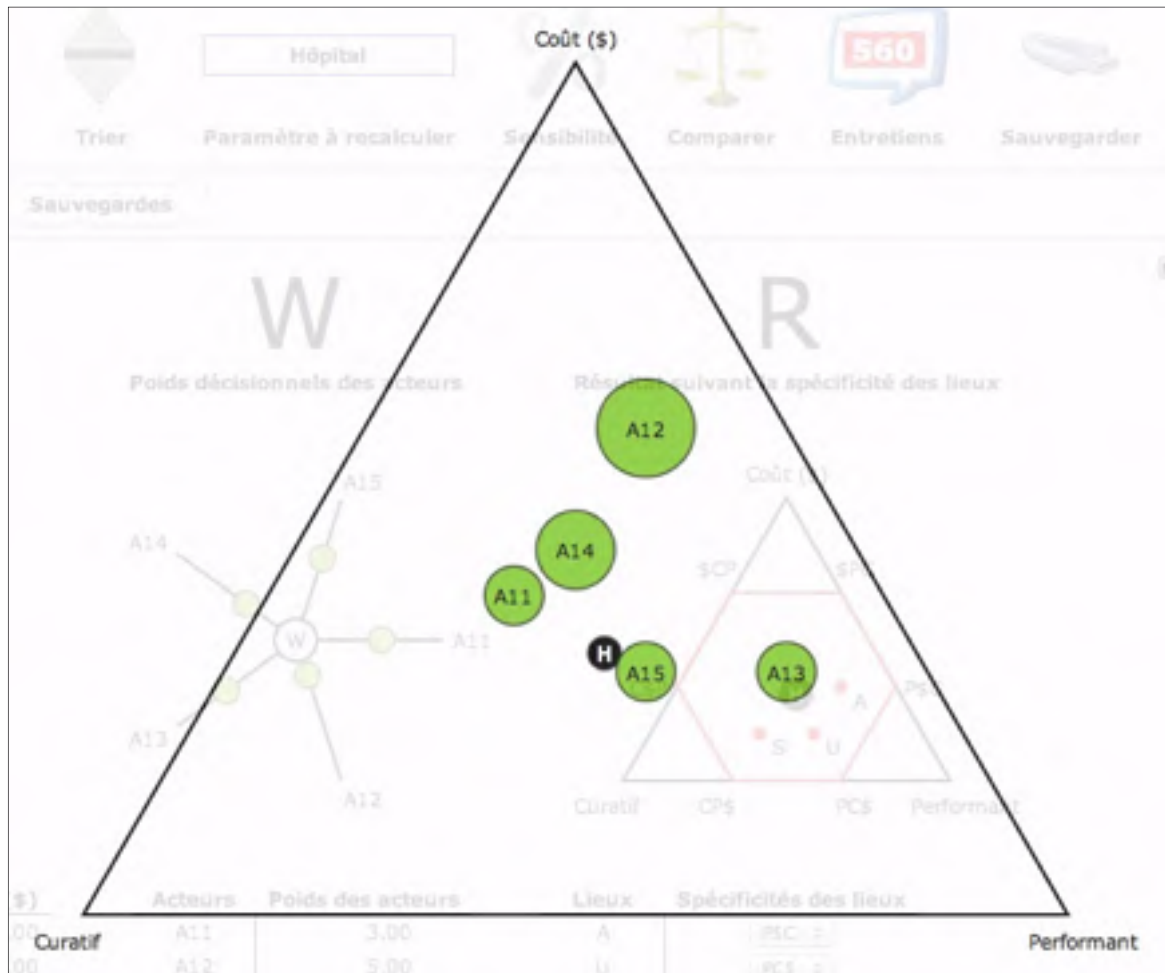 Coût ($)
Hôpital
S60
Trier
Paramètre à recalculer
Sensibilité
Comparer
Entretiens
Sauvegarder
Sauvegardes
W
R
Poids décisionnels des acteurs
Résultat suivant la spécificité des lieux
A12
A15
Coût ($)
A14
A14
$CP
A11
W
A11
H
A15
A13
A
A13
S
U
A12
Curatif
CP$
PC$
Performant
Acteurs
Poids des acteurs
Lieux
Spécificités des lieux
Curatif
A11
3.00
A
Performant
A12
5.00